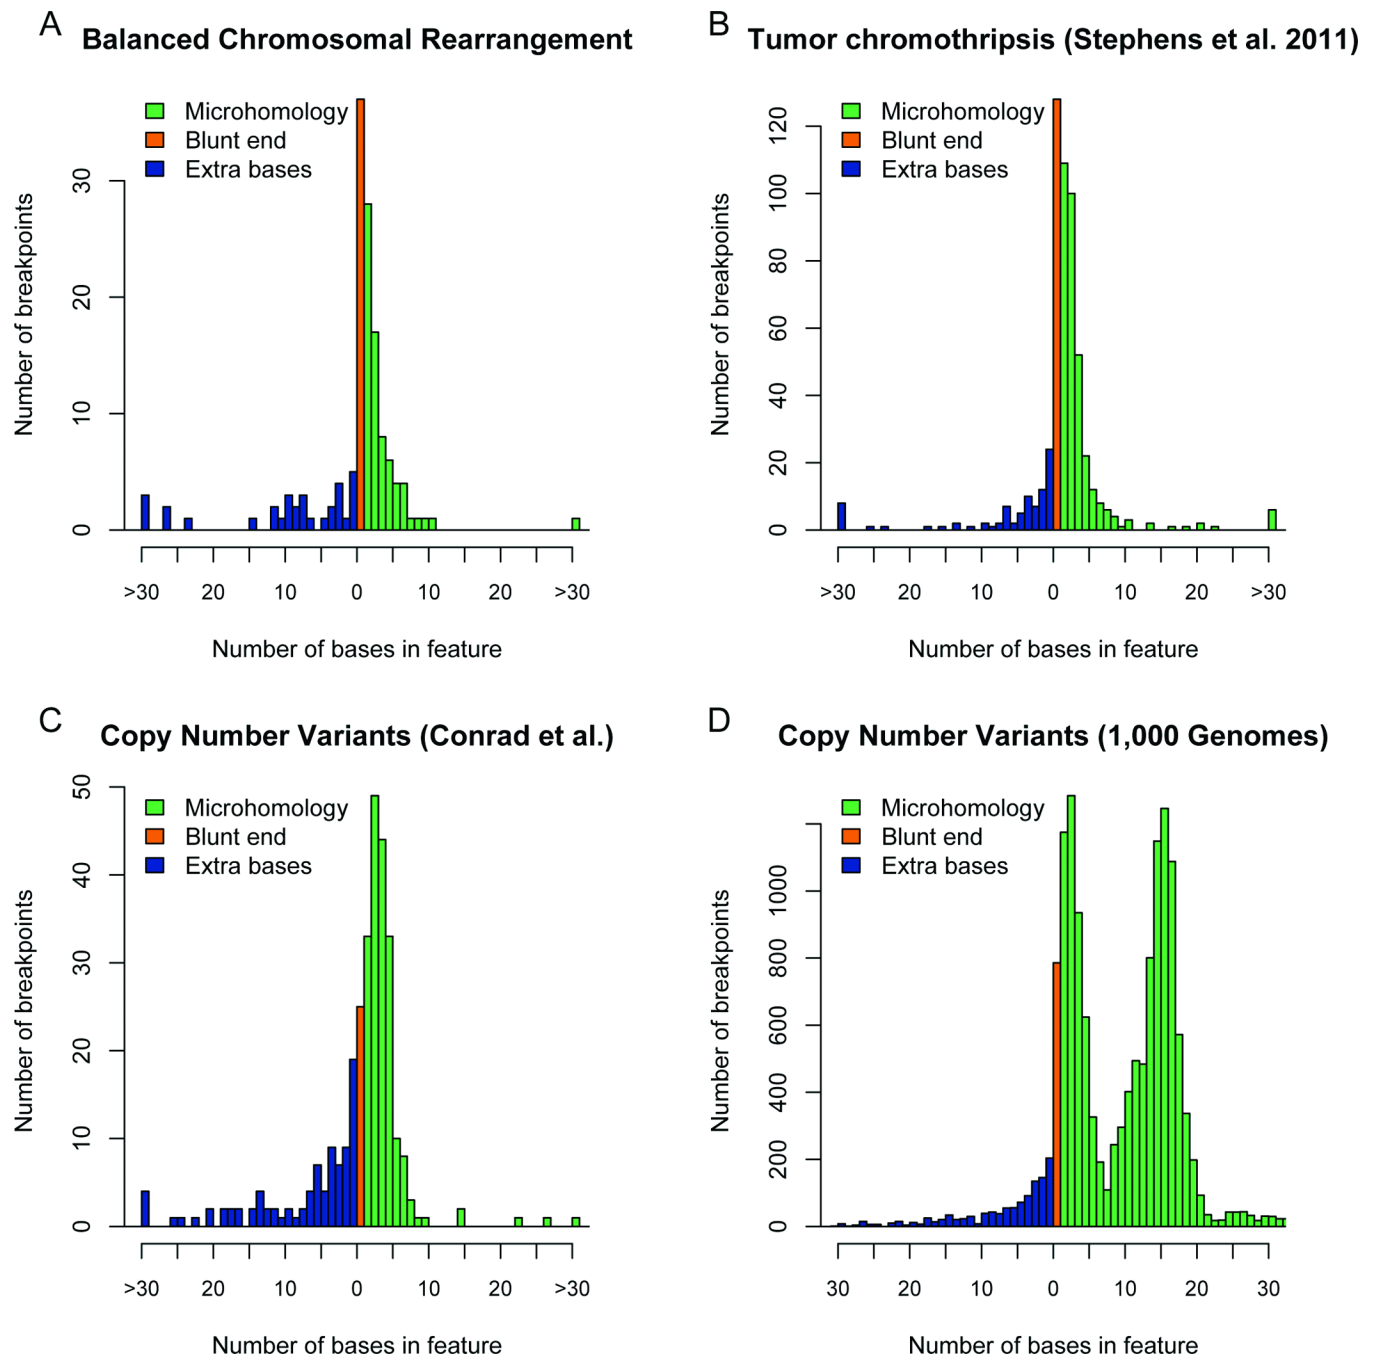 A
Balanced Chromosomal Rearrangement
Microhomology
Blunt end
Extra bases
Number of breakpoints
0
10
20
30
>30
20
10
0
10
20
>30
Number of bases in feature
B
Tumor chromothripsis (Stephens et al. 2011)
Microhomology
Blunt end
Extra bases
Number of breakpoints
0
20
40
60
80
100
120
>30
20
10
0
10
20
>30
Number of bases in feature
C
Copy Number Variants (Conrad et al.)
Microhomology
Blunt end
Extra bases
Number of breakpoints
0
10
20
30
40
50
>30
20
10
0
10
20
>30
Number of bases in feature
D
Copy Number Variants (1,000 Genomes)
Microhomology
Blunt end
Extra bases
Number of breakpoints
0
200
400
600
800
1000
30
20
10
0
10
20
30
Number of bases in feature